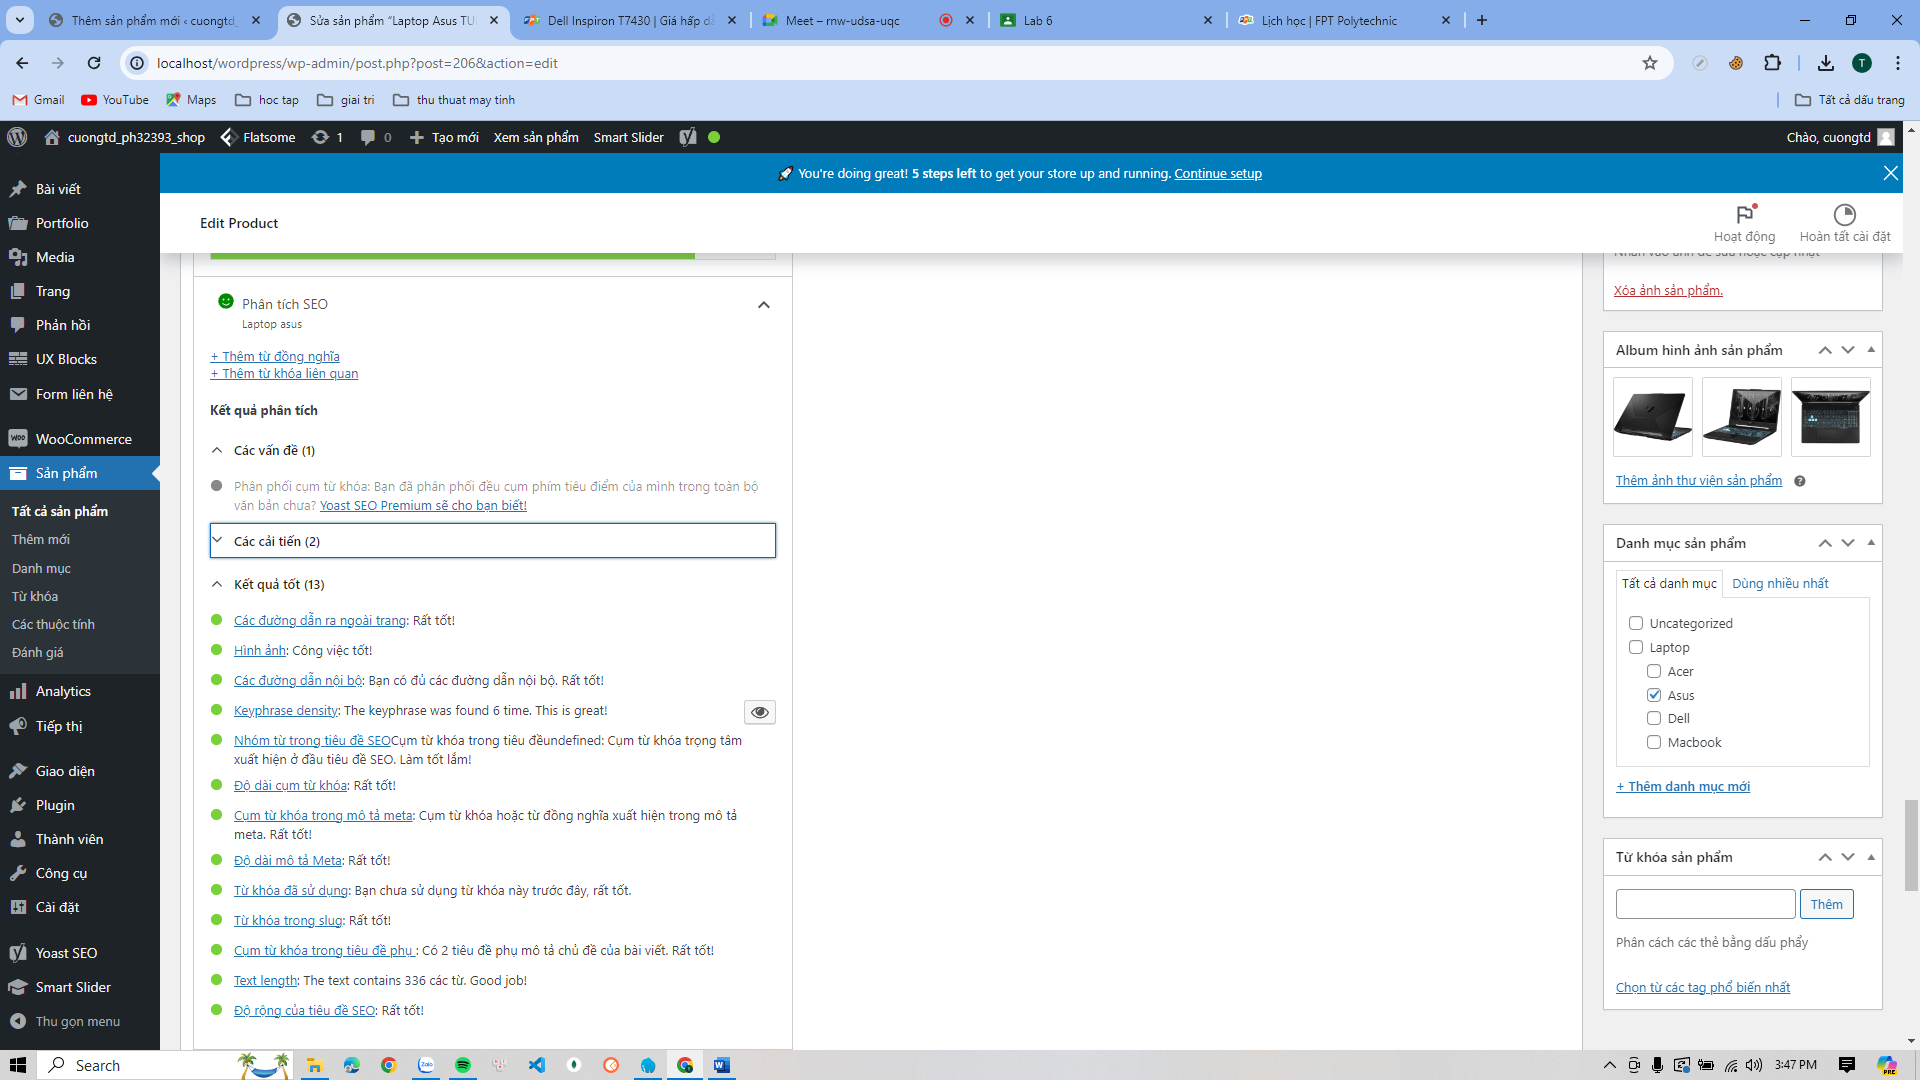 Thêm sản phẩm mới ‹ cuongtd_
Sửa sản phẩm "Laptop Asus TU
Dell Inspiron T7430 | Giá hấp dẫ
Meet – rnw-udsa-uqc
Lab 6
Lịch học | FPT Polytechnic
localhost/wordpress/wp-admin/post.php?post=206&action=edit
T
Gmail
YouTube
Maps
hoc tap
giai tri
thu thuat may tinh
Tất cả dấu trang
cuongtd_ph32393_shop
Flatsome
1
0
Tạo mới
Xem sản phẩm
Smart Slider
Chào, cuongtd
🚀 You're doing great! 5 steps left to get your store up and running. Continue setup
Edit Product
Hoạt động
Hoàn tất cài đặt
Bài viết
Portfolio
Media
Trang
Phản hồi
UX Blocks
Form liên hệ
WooCommerce
Sản phẩm
Tất cả sản phẩm
Thêm mới
Danh mục
Từ khóa
Các thuộc tính
Đánh giá
Analytics
Tiếp thị
Giao diện
Plugin
Thành viên
Công cụ
Cài đặt
Yoast SEO
Smart Slider
Thu gọn menu
Phân tích SEO
Laptop asus
+ Thêm từ đồng nghĩa
+ Thêm từ khóa liên quan
Kết quả phân tích
Các vấn đề (1)
Phân phối cụm từ khóa: Bạn đã phân phối đều cụm phím tiêu điểm của mình trong toàn bộ
văn bản chưa? Yoast SEO Premium sẽ cho bạn biết!
Các cải tiến (2)
Kết quả tốt (13)
Các đường dẫn ra ngoài trang: Rất tốt!
Hình ảnh: Công việc tốt!
Các đường dẫn nội bộ: Bạn có đủ các đường dẫn nội bộ. Rất tốt!
Keyphrase density: The keyphrase was found 6 time. This is great!
Nhóm từ trong tiêu đề SEOCụm từ khóa trong tiêu đềundefined: Cụm từ khóa trọng tâm
xuất hiện ở đầu tiêu đề SEO. Làm tốt lắm!
Độ dài cụm từ khóa: Rất tốt!
Cụm từ khóa trong mô tả meta: Cụm từ khóa hoặc từ đồng nghĩa xuất hiện trong mô tả
meta. Rất tốt!
Độ dài mô tả Meta: Rất tốt!
Từ khóa đã sử dụng: Bạn chưa sử dụng từ khóa này trước đây, rất tốt.
Từ khóa trong slug: Rất tốt!
Cụm từ khóa trong tiêu đề phụ : Có 2 tiêu đề phụ mô tả chủ đề của bài viết. Rất tốt!
Text length: The text contains 336 các từ. Good job!
Độ rộng của tiêu đề SEO: Rất tốt!
Nhấn vào ảnh để sửa hoặc cập nhật
Xóa ảnh sản phẩm.
Album hình ảnh sản phẩm
Thêm ảnh thư viện sản phẩm
Danh mục sản phẩm
Tất cả danh mục
Dùng nhiều nhất
Uncategorized
Laptop
Acer
Asus
Dell
Macbook
+ Thêm danh mục mới
Từ khóa sản phẩm
Thêm
Phân cách các thẻ bằng dấu phẩy
Chọn từ các tag phổ biến nhất
Search
3:47 PM